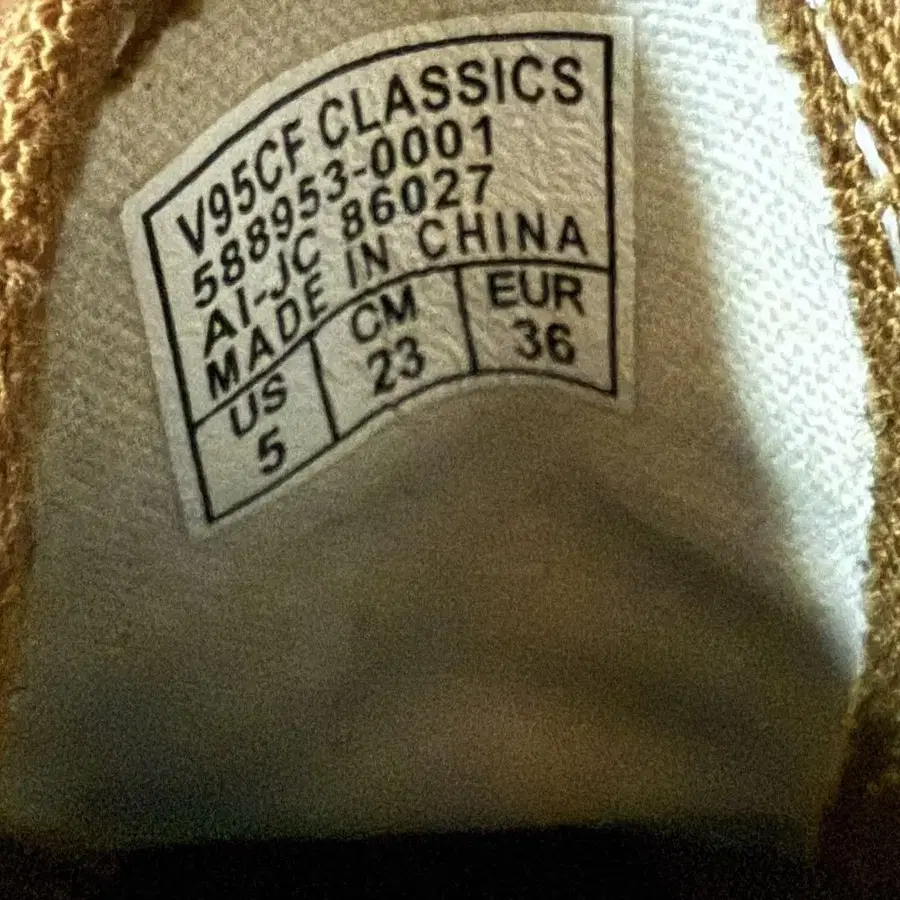 V95CF CLASSICS
588953-0001
AI-JC 86027
MADE IN CHINA
US CM EUR
5 23 36